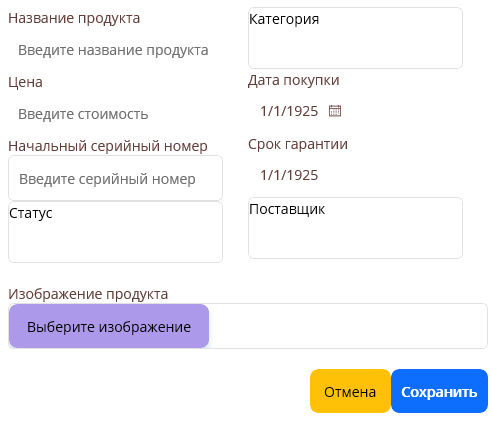 Название продукта
Введите название продукта
Цена
Введите стоимость
Начальный серийный номер
Введите серийный номер
Статус
Категория
Дата покупки
1/1/1925
Срок гарантии
1/1/1925
Поставщик
Изображение продукта
Выберите изображение
Отмена
Сохранить